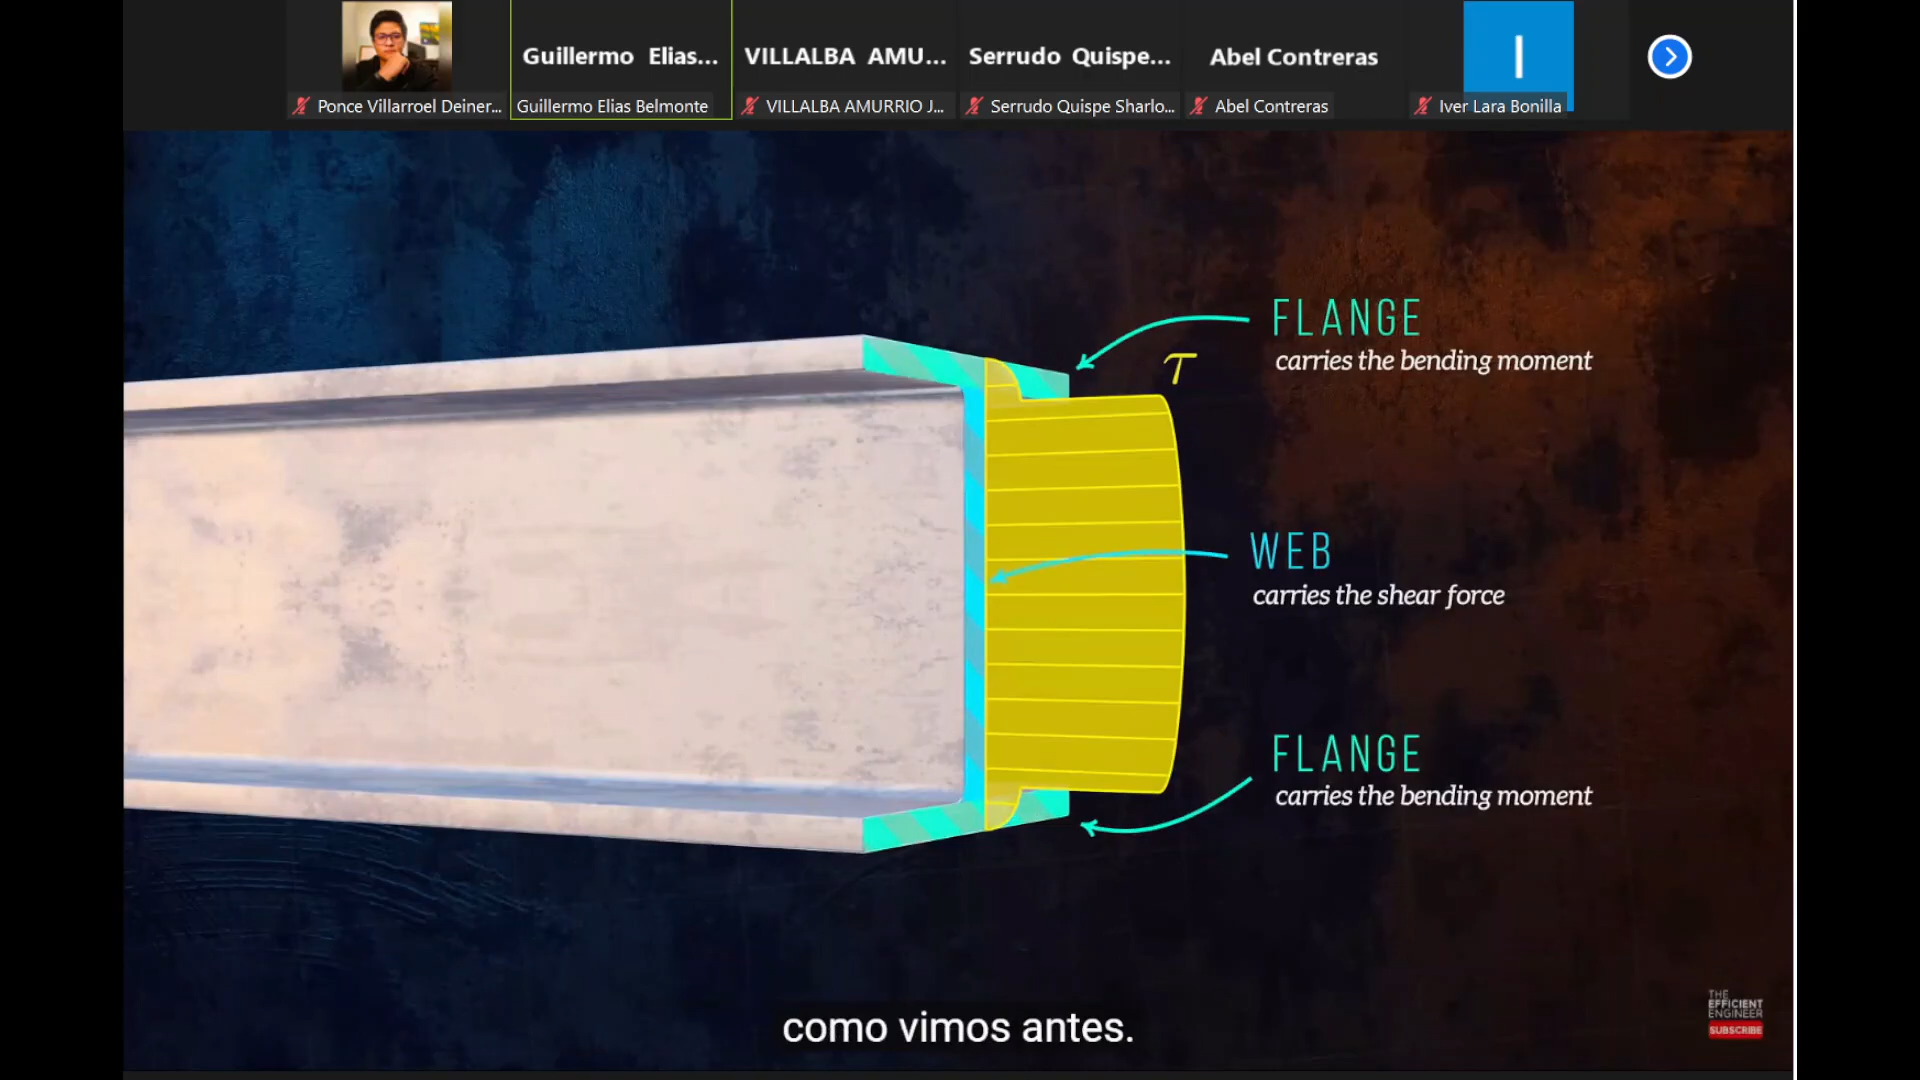 Guillermo Elias...
VILLALBA AMU...
Serrudo Quispe...
Abel Contreras
I
Ponce Villarroel Deiner...
Guillermo Elias Belmonte
VILLALBA AMURRIO J...
Serrudo Quispe Sharlo...
Abel Contreras
Iver Lara Bonilla
FLANGE
carries the bending moment
τ
WEB
carries the shear force
FLANGE
carries the bending moment
THE
EFFICIENT
ENGINEER
SUBSCRIBE
como vimos antes.